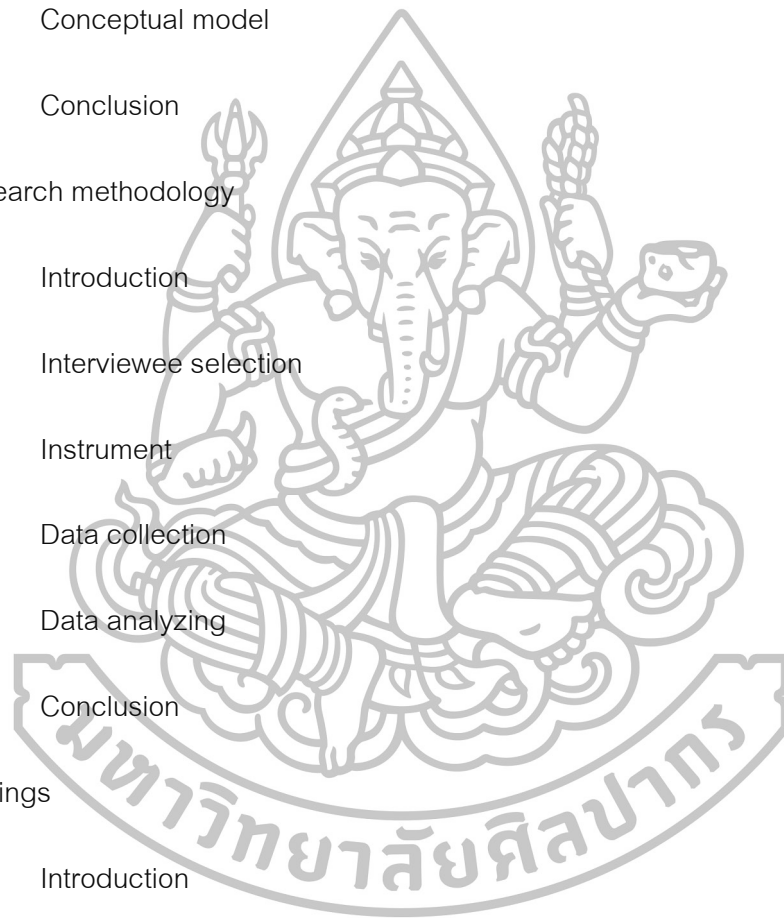 Conceptual model
Conclusion
earch methodology
Introduction
Interviewee selection
Instrument
Data collection
Data analyzing
Conclusion
ings
Introduction
มหาวิทยาลัยศิลปากร